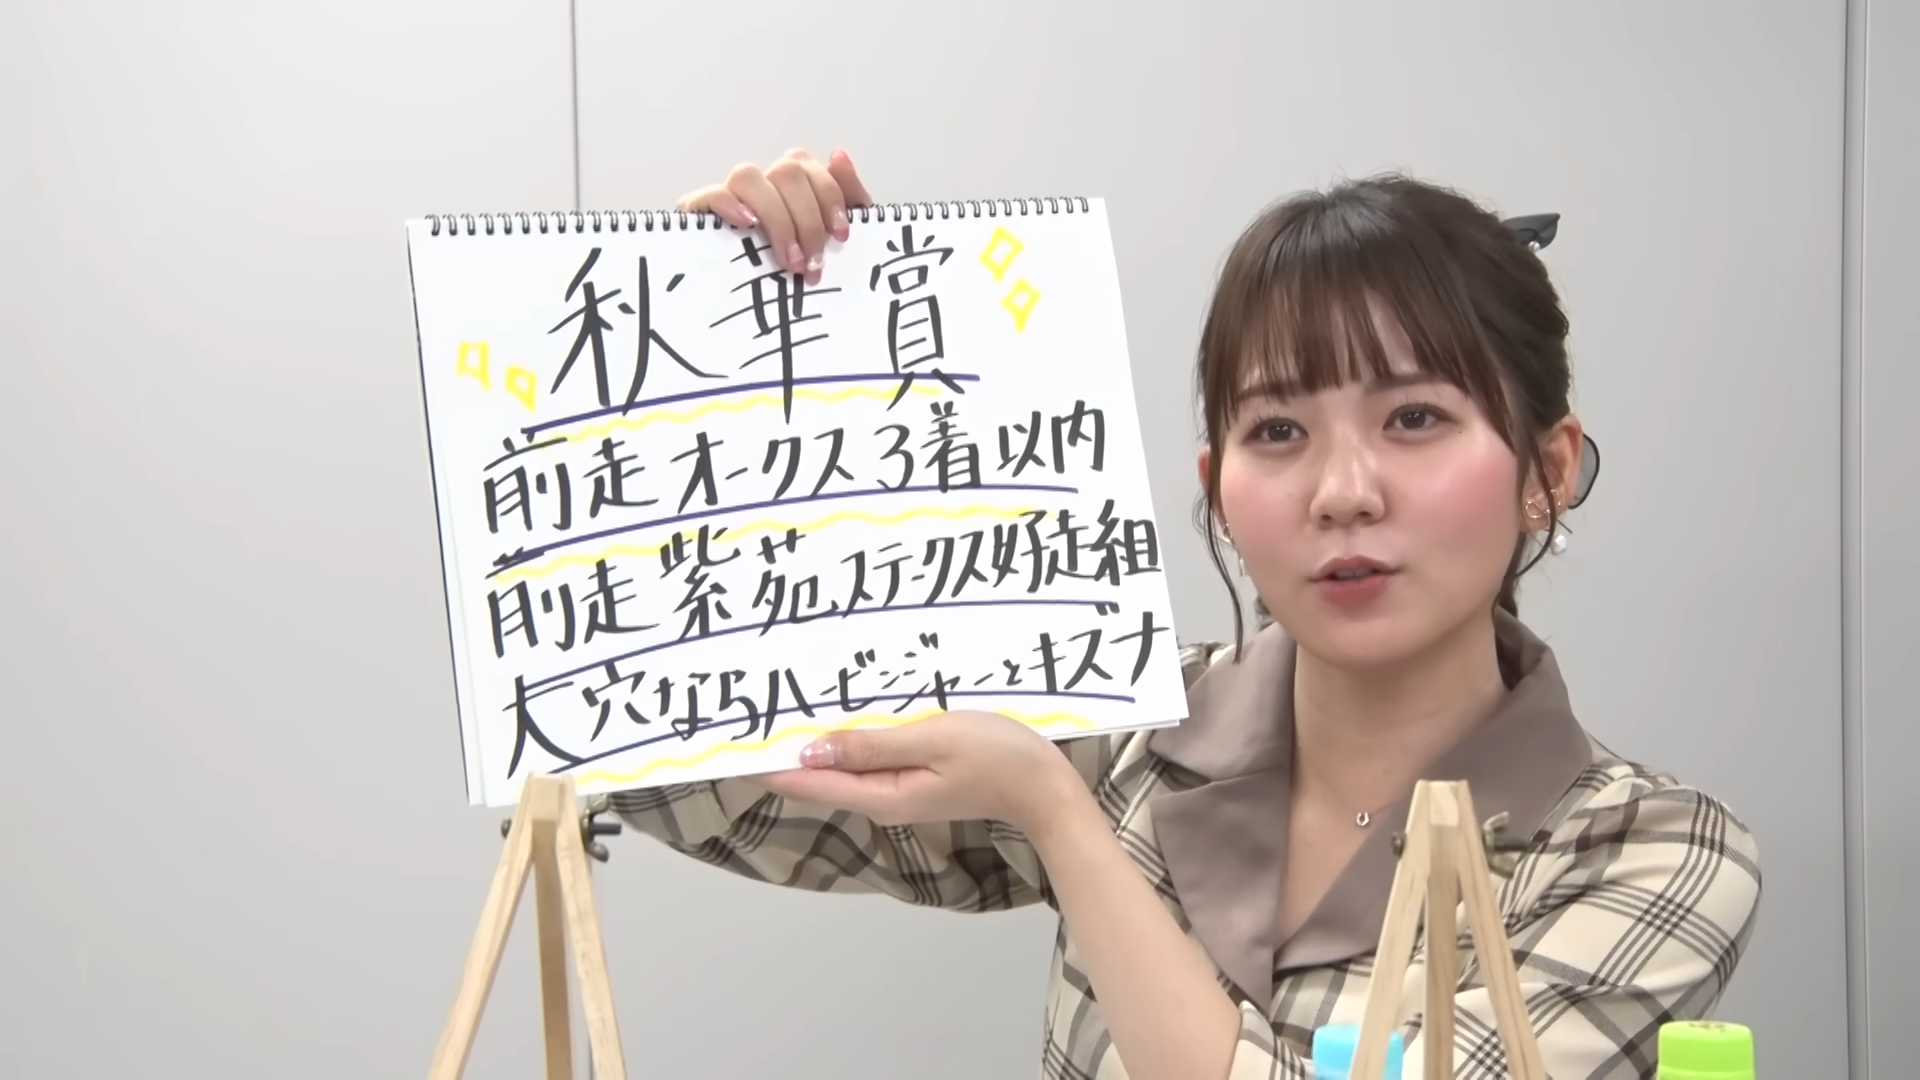 秋華賞
前走オークス3着以内
前走紫苑ステークス好走組
大穴ならハービンジャーとキズナ